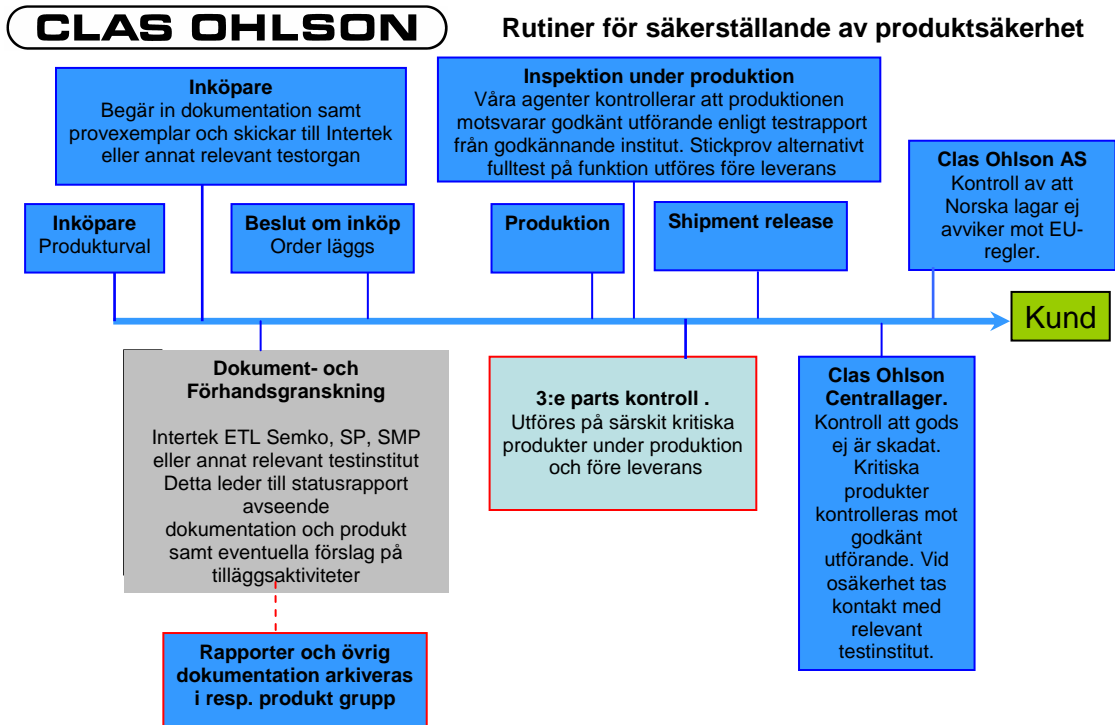 CLAS OHLSON
Rutiner för säkerställande av produktsäkerhet
Inköpare
Begär in dokumentation samt
provexemplar och skickar till Intertek
eller annat relevant testorgan
Inspektion under produktion
Våra agenter kontrollerar att produktionen
motsvarar godkänt utförande enligt testrapport
från godkännande institut. Stickprov alternativt
fulltest på funktion utföres före leverans
Clas Ohlson AS
Kontroll av att
Norska lagar ej
avviker mot EU-
regler.
Inköpare
Produkturval
Beslut om inköp
Order läggs
Produktion
Shipment release
Kund
Dokument- och
Förhandsgranskning
Intertek ETL Semko, SP, SMP
eller annat relevant testinstitut
Detta leder till statusrapport
avseende
dokumentation och produkt
samt eventuella förslag på
tilläggsaktiviteter
3:e parts kontroll .
Utföres på särskit kritiska
produkter under produktion
och före leverans
Clas Ohlson
Centrallager.
Kontroll att gods
ej är skadat.
Kritiska
produkter
kontrolleras mot
godkänt
utförande. Vid
osäkerhet tas
kontakt med
relevant
testinstitut.
Rapporter och övrig
dokumentation arkiveras
i resp. produkt grupp